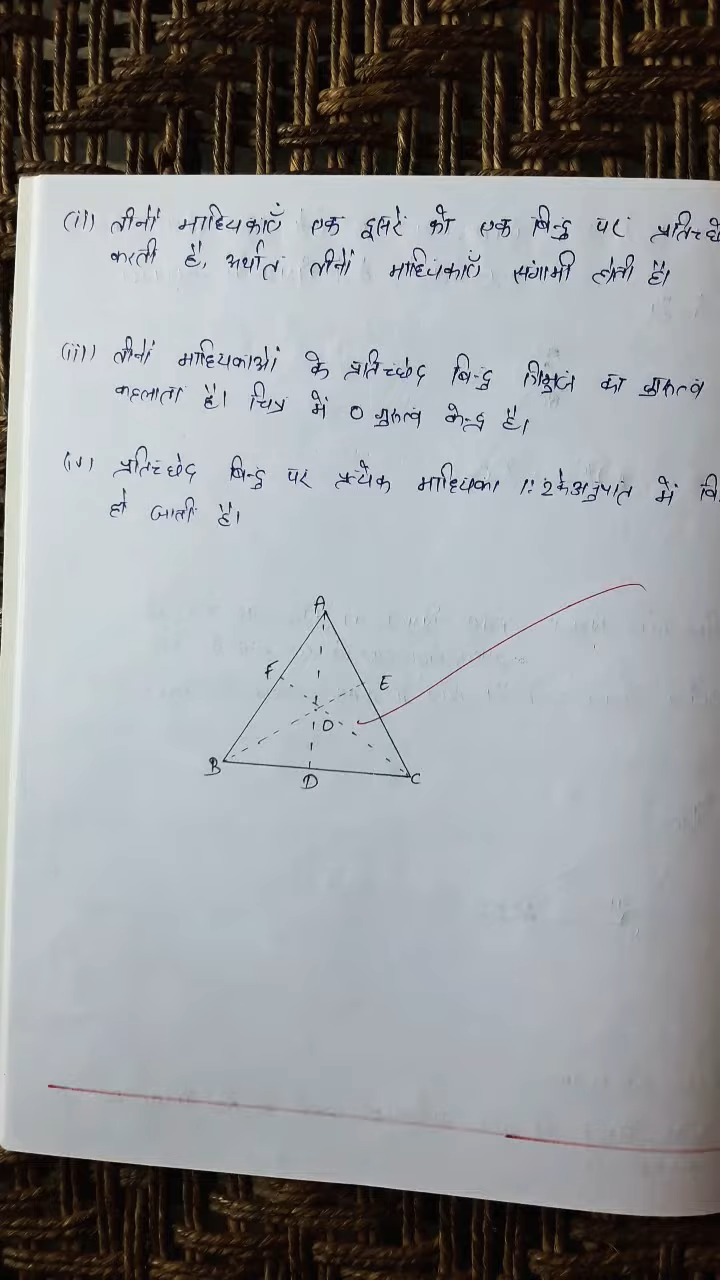 (ii) तीनों माध्यिकाएँ एक दूसरे को एक बिन्दु पर प्रतिच्छे
करती है, अर्थात तीनों माध्यिकाएँ संगामी होती है।
(iii) तीनों माध्यिकाओं के प्रतिच्छेद बिन्दु त्रिभुज का गुरुत्व
कहलाता है। चित्र में O गुरुत्व केन्द्र है।
(iv) प्रतिच्छेद बिन्दु पर प्रत्येक माध्यिका 1:2 के अनुपात में वि
हो जाती है।
A
F
E
O
B
D
C